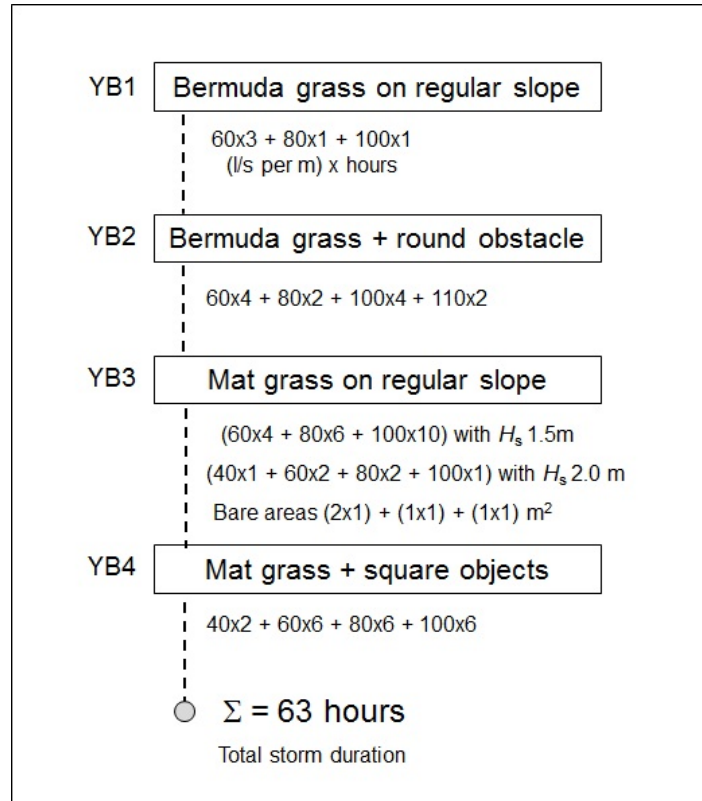 YB1 Bermuda grass on regular slope
60x3 + 80x1 + 100x1
(l/s per m) x hours
YB2 Bermuda grass + round obstacle
60x4 + 80x2 + 100x4 + 110x2
YB3 Mat grass on regular slope
(60x4 + 80x6 + 100x10) with Hs 1.5m
(40x1 + 60x2 + 80x2 + 100x1) with Hs 2.0 m
Bare areas (2x1) + (1x1) + (1x1) m²
YB4 Mat grass + square objects
40x2 + 60x6 + 80x6 + 100x6
Σ = 63 hours
Total storm duration